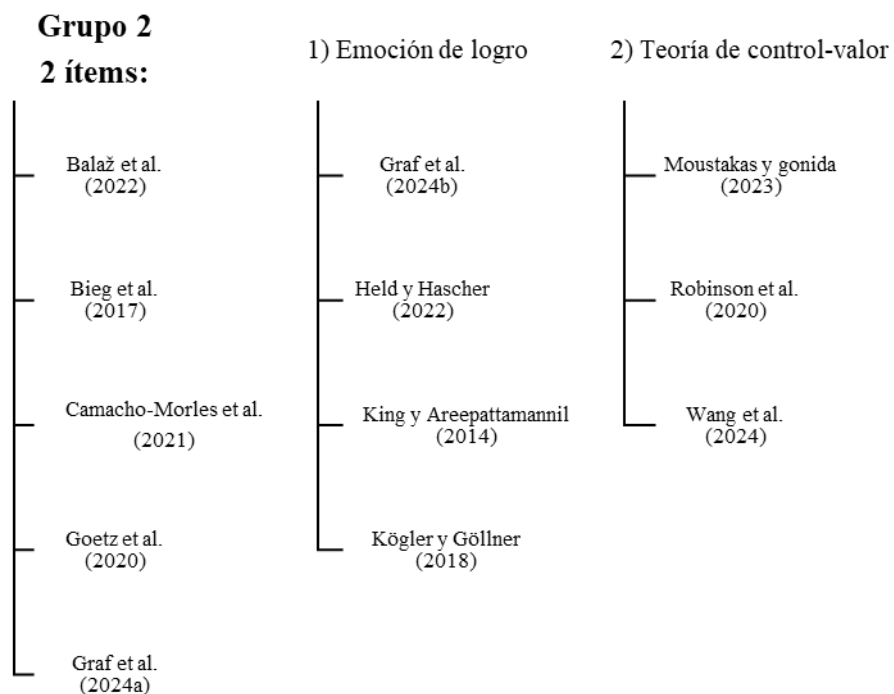 Grupo 2
2 ítems:
1) Emoción de logro
2) Teoría de control-valor
Balaž et al.
(2022)
Bieg et al.
(2017)
Camacho-Morles et al.
(2021)
Goetz et al.
(2020)
Graf et al.
(2024a)
Graf et al.
(2024b)
Held y Hascher
(2022)
King y Areepattamannil
(2014)
Kögler y Göllner
(2018)
Moustakas y gonida
(2023)
Robinson et al.
(2020)
Wang et al.
(2024)